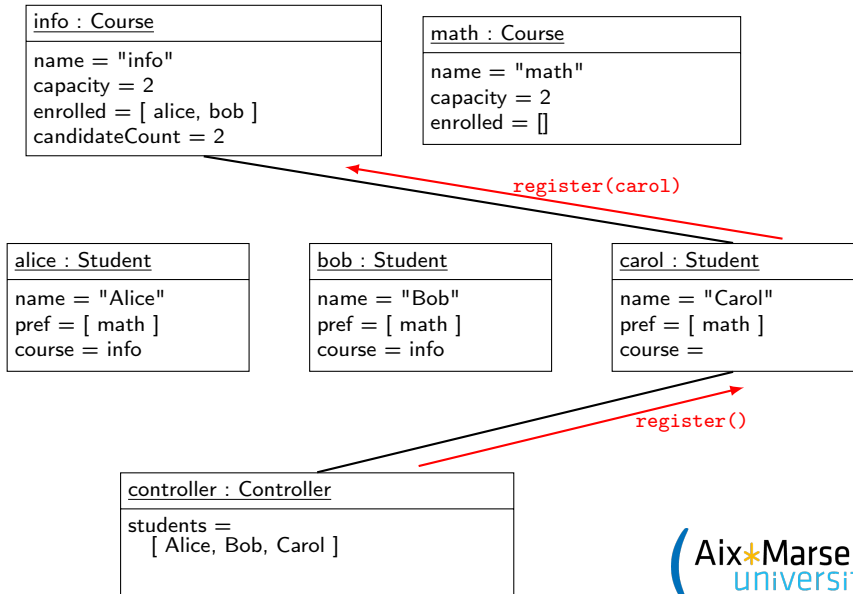 info : Course
name = "info"
capacity = 2
enrolled = [ alice, bob ]
candidateCount = 2
math : Course
name = "math"
capacity = 2
enrolled = []
register(carol)
alice : Student
name = "Alice"
pref = [ math ]
course = info
bob : Student
name = "Bob"
pref = [ math ]
course = info
carol : Student
name = "Carol"
pref = [ math ]
course =
register()
controller : Controller
students =
[ Alice, Bob, Carol ]
Aix*Marse
universit